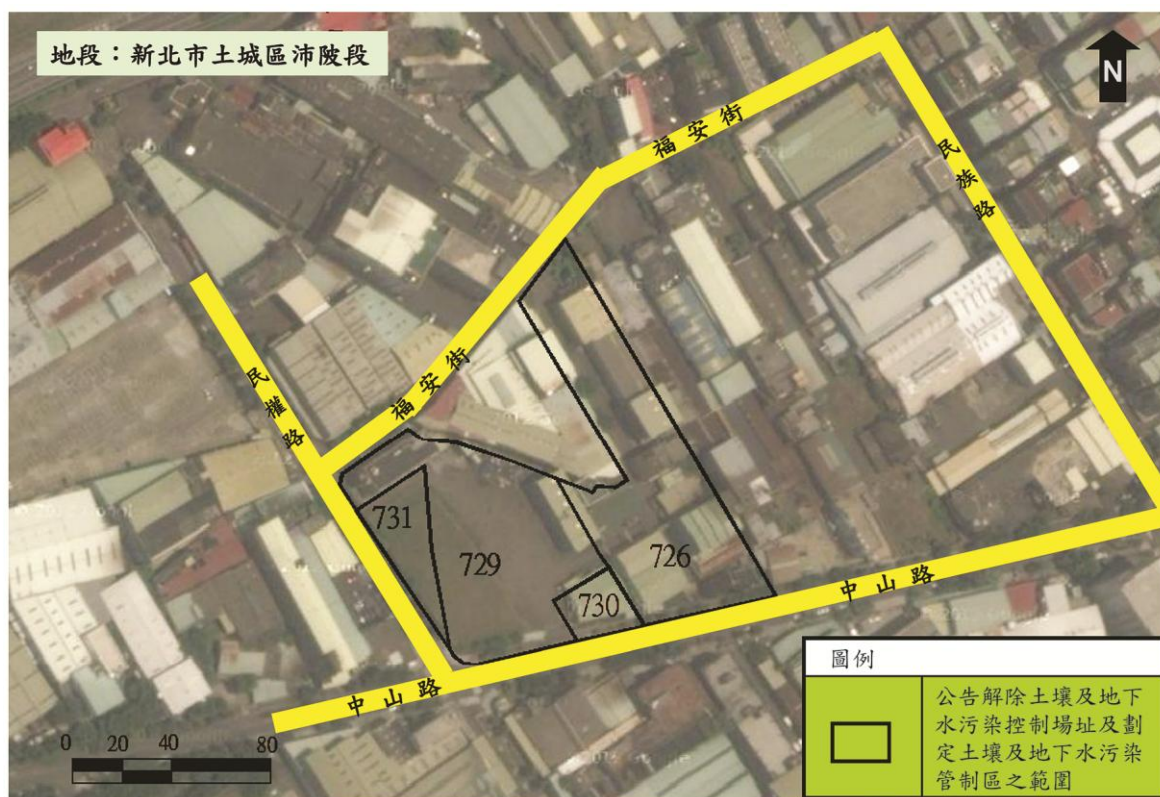 地段：新北市土城區沛陂段
N
福安街
民族路
民權路
福安街
731
729
726
730
中山路
中山路
0 20 40 80
圖例
公告解除土壤及地下
水污染控制場址及劃
定土壤及地下水污染
管制區之範圍